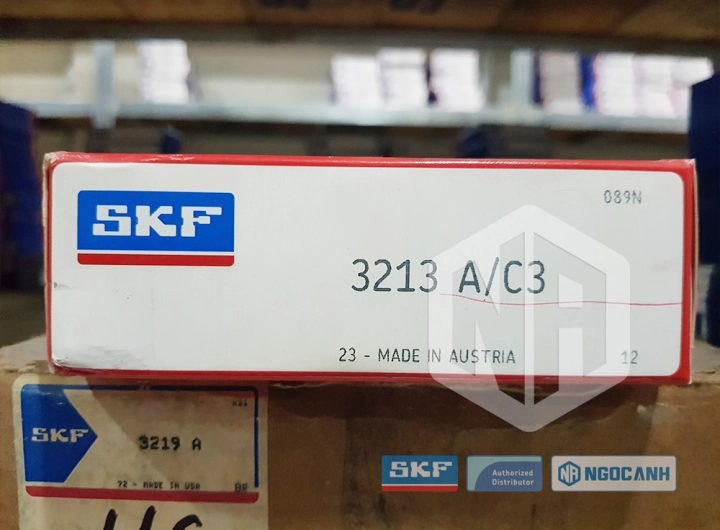 089N
SKF
3213 A/C3
23 - MADE IN AUSTRIA
12
SKF
3219 A
72 - MADE IN USA
BP
SKF
Authorized
Distributor
NGOCANH